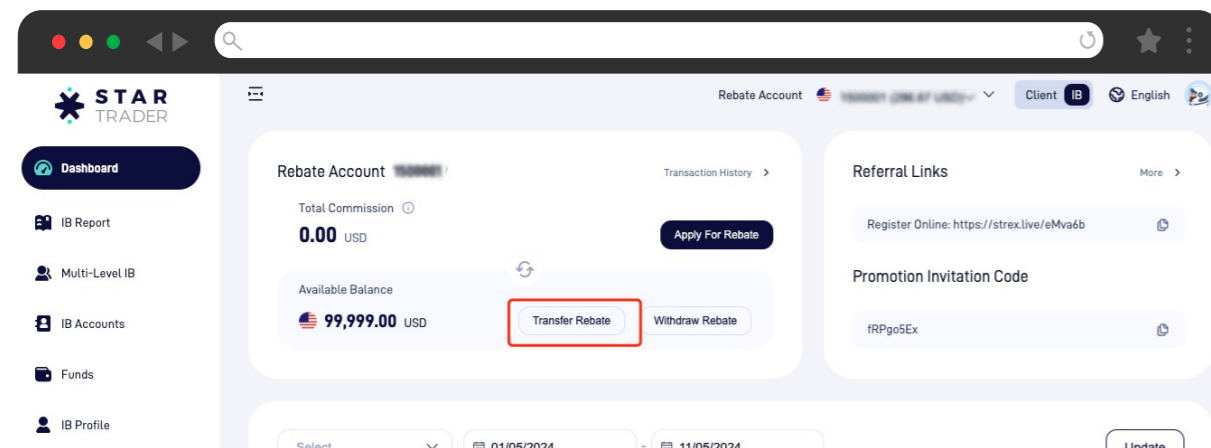 STAR
TRADER
Rebate Account
Client IB
English
Dashboard
IB Report
Multi-Level IB
IB Accounts
Funds
IB Profile
Rebate Account
Transaction History >
Total Commission
0.00 USD
Apply For Rebate
Available Balance
99,999.00 USD
Transfer Rebate
Withdraw Rebate
Referral Links
More >
Register Online: https://strex.live/eMva6b
Promotion Invitation Code
fRPgo5Ex
Select
01/05/2024 - 11/05/2024
Update